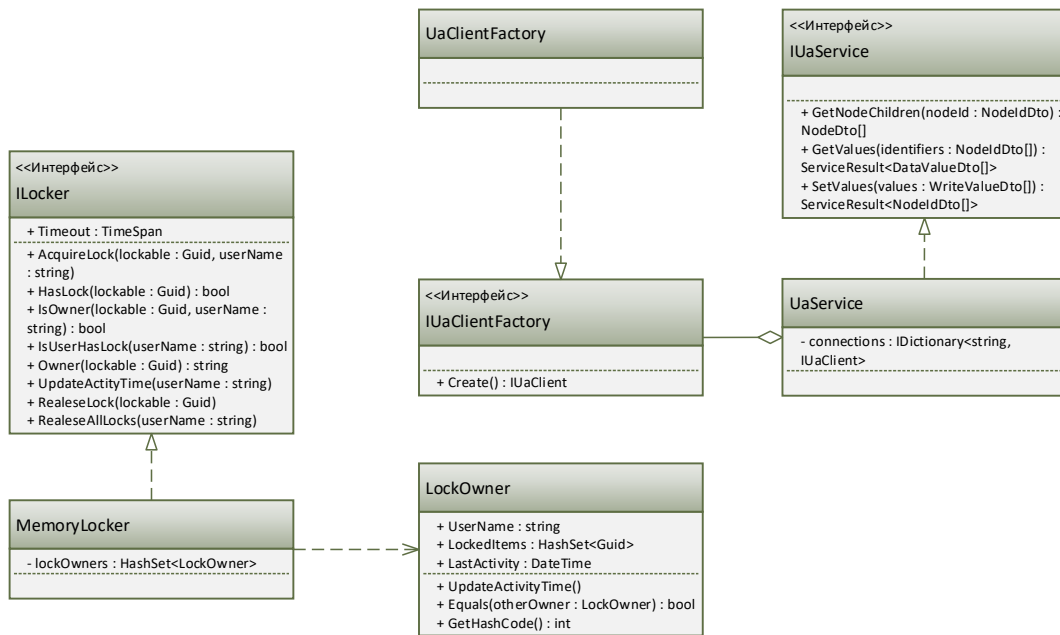 UaClientFactory
<<Интерфейс>>
IUaService
+ GetNodeChildren(nodeId : NodeIdDto) :
NodeDto[]
+ GetValues(identifiers : NodeIdDto[]) :
ServiceResult<DataValueDto[]>
+ SetValues(values : WriteValueDto[]) :
ServiceResult<NodeIdDto[]>
<<Интерфейс>>
ILocker
+ Timeout : TimeSpan
+ AcquireLock(lockable : Guid, userName
: string)
+ HasLock(lockable : Guid) : bool
+ IsOwner(lockable : Guid, userName :
string) : bool
+ IsUserHasLock(userName : string) : bool
+ Owner(lockable : Guid) : string
+ UpdateActityTime(userName : string)
+ RealeseLock(lockable : Guid)
+ RealeseAllLocks(userName : string)
<<Интерфейс>>
IUaClientFactory
+ Create() : IUaClient
UaService
- connections : IDictionary<string,
IUaClient>
MemoryLocker
- lockOwners : HashSet<LockOwner>
LockOwner
+ UserName : string
+ LockedItems : HashSet<Guid>
+ LastActivity : DateTime
+ UpdateActivityTime()
+ Equals(otherOwner : LockOwner) : bool
+ GetHashCode() : int